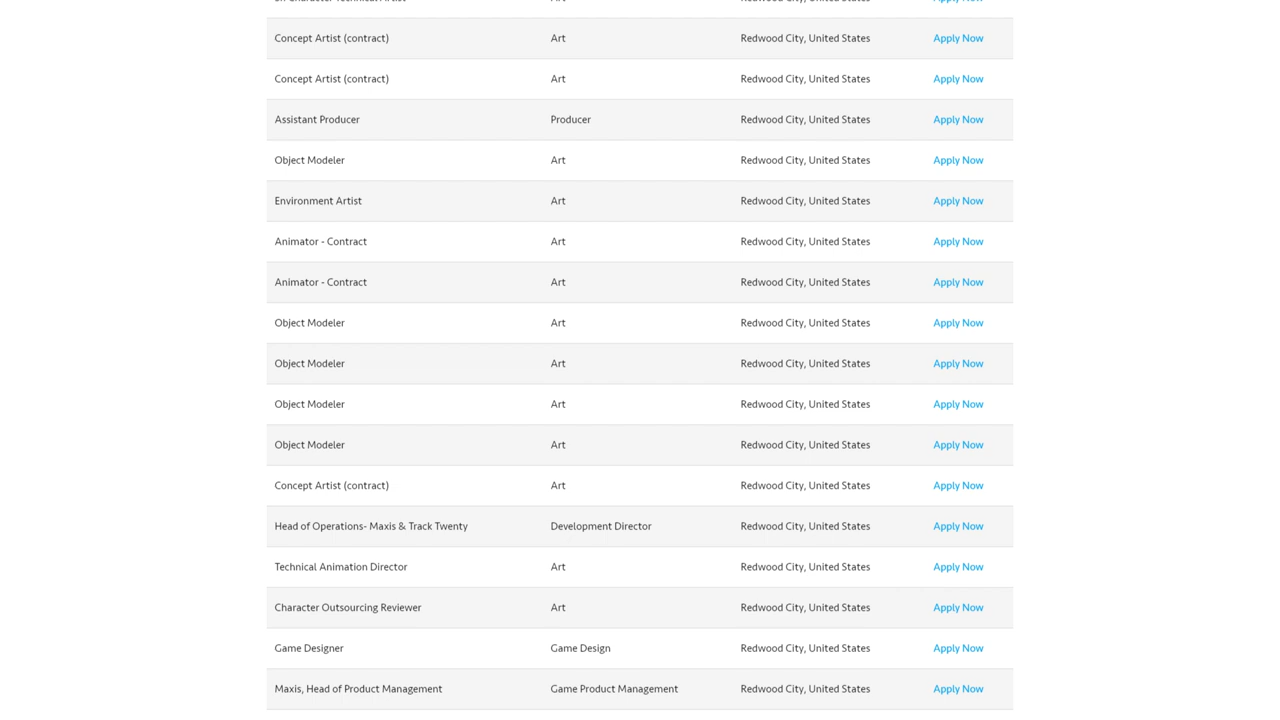 Concept Artist (contract) Art Redwood City, United States Apply Now
Concept Artist (contract) Art Redwood City, United States Apply Now
Assistant Producer Producer Redwood City, United States Apply Now
Object Modeler Art Redwood City, United States Apply Now
Environment Artist Art Redwood City, United States Apply Now
Animator - Contract Art Redwood City, United States Apply Now
Animator - Contract Art Redwood City, United States Apply Now
Object Modeler Art Redwood City, United States Apply Now
Object Modeler Art Redwood City, United States Apply Now
Object Modeler Art Redwood City, United States Apply Now
Object Modeler Art Redwood City, United States Apply Now
Concept Artist (contract) Art Redwood City, United States Apply Now
Head of Operations- Maxis & Track Twenty Development Director Redwood City, United States Apply Now
Technical Animation Director Art Redwood City, United States Apply Now
Character Outsourcing Reviewer Art Redwood City, United States Apply Now
Game Designer Game Design Redwood City, United States Apply Now
Maxis, Head of Product Management Game Product Management Redwood City, United States Apply Now